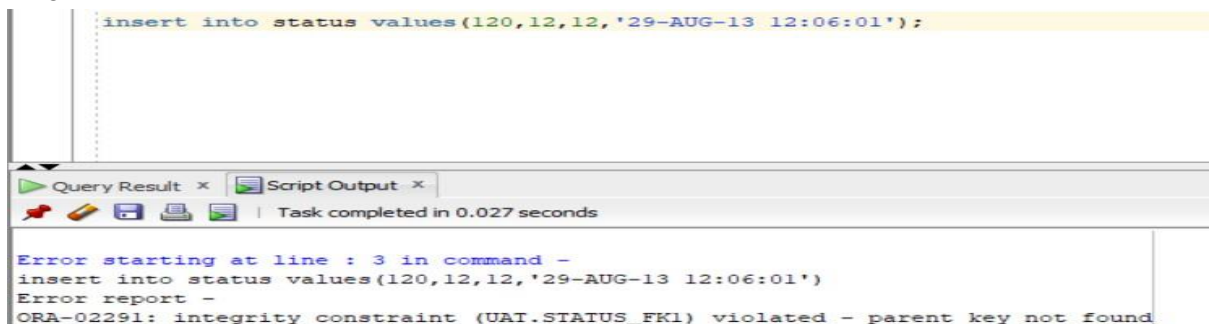 insert into status values(120,12,12,'29-AUG-13 12:06:01');
Query Result × Script Output ×
Task completed in 0.027 seconds
Error starting at line : 3 in command -
insert into status values(120,12,12,'29-AUG-13 12:06:01')
Error report -
ORA-02291: integrity constraint (UAT.STATUS_FK1) violated - parent key not found